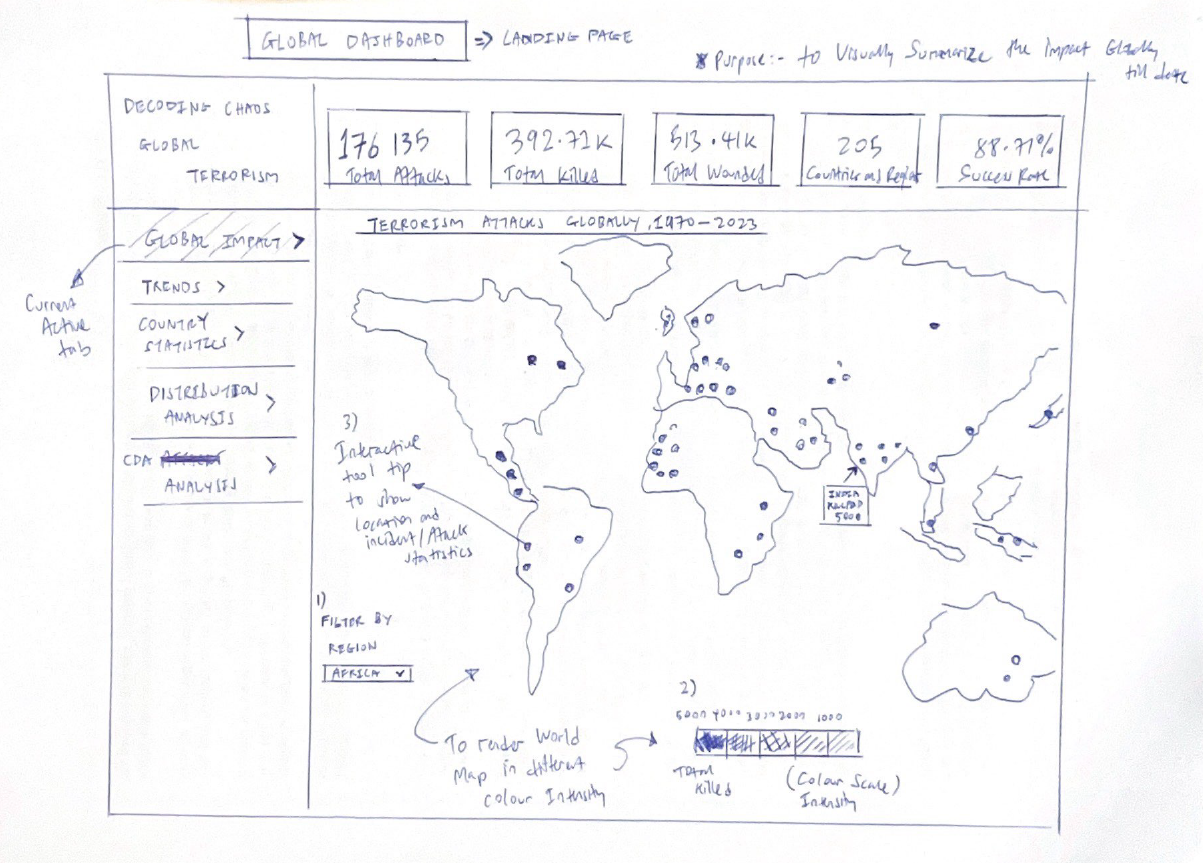 GLOBAL DASHBOARD => LANDING PAGE
* Purpose:- to Visually Summarize the Impact Globally
till date
DECODING CHAOS
GLOBAL
TERRORISM
176 135
Total Attacks
392.71K
Total Killed
513.41K
Total Wounded
205
Countries and Region
88.71%
Success Rate
TERRORISM ATTACKS GLOBALLY, 1970-2023
GLOBAL IMPACT >
Current
Active
tab
TRENDS >
COUNTRY
STATISTICS >
DISTRIBUTION
ANALYSIS >
CDA
ANALYSIS >
3)
Interactive
tool tip
to show
location and
incident/Attack
statistics
INDIA
KILLED
5000
1)
FILTER BY
REGION
AFRICA
To render World
Map in different
Colour Intensity
2)
5000 4000 3000 2000 1000
Total
Killed
(Colour Scale)
Intensity